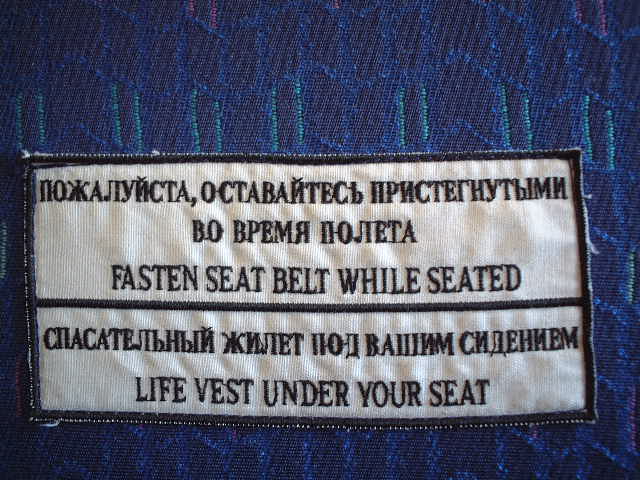 ПОЖАЛУЙСТА, ОСТАВАЙТЕСЬ ПРИСТЕГНУТЫМИ
ВО ВРЕМЯ ПОЛЕТА
FASTEN SEAT BELT WHILE SEATED
СПАСАТЕЛЬНЫЙ ЖИЛЕТ ПОД ВАШИМ СИДЕНИЕМ
LIFE VEST UNDER YOUR SEAT